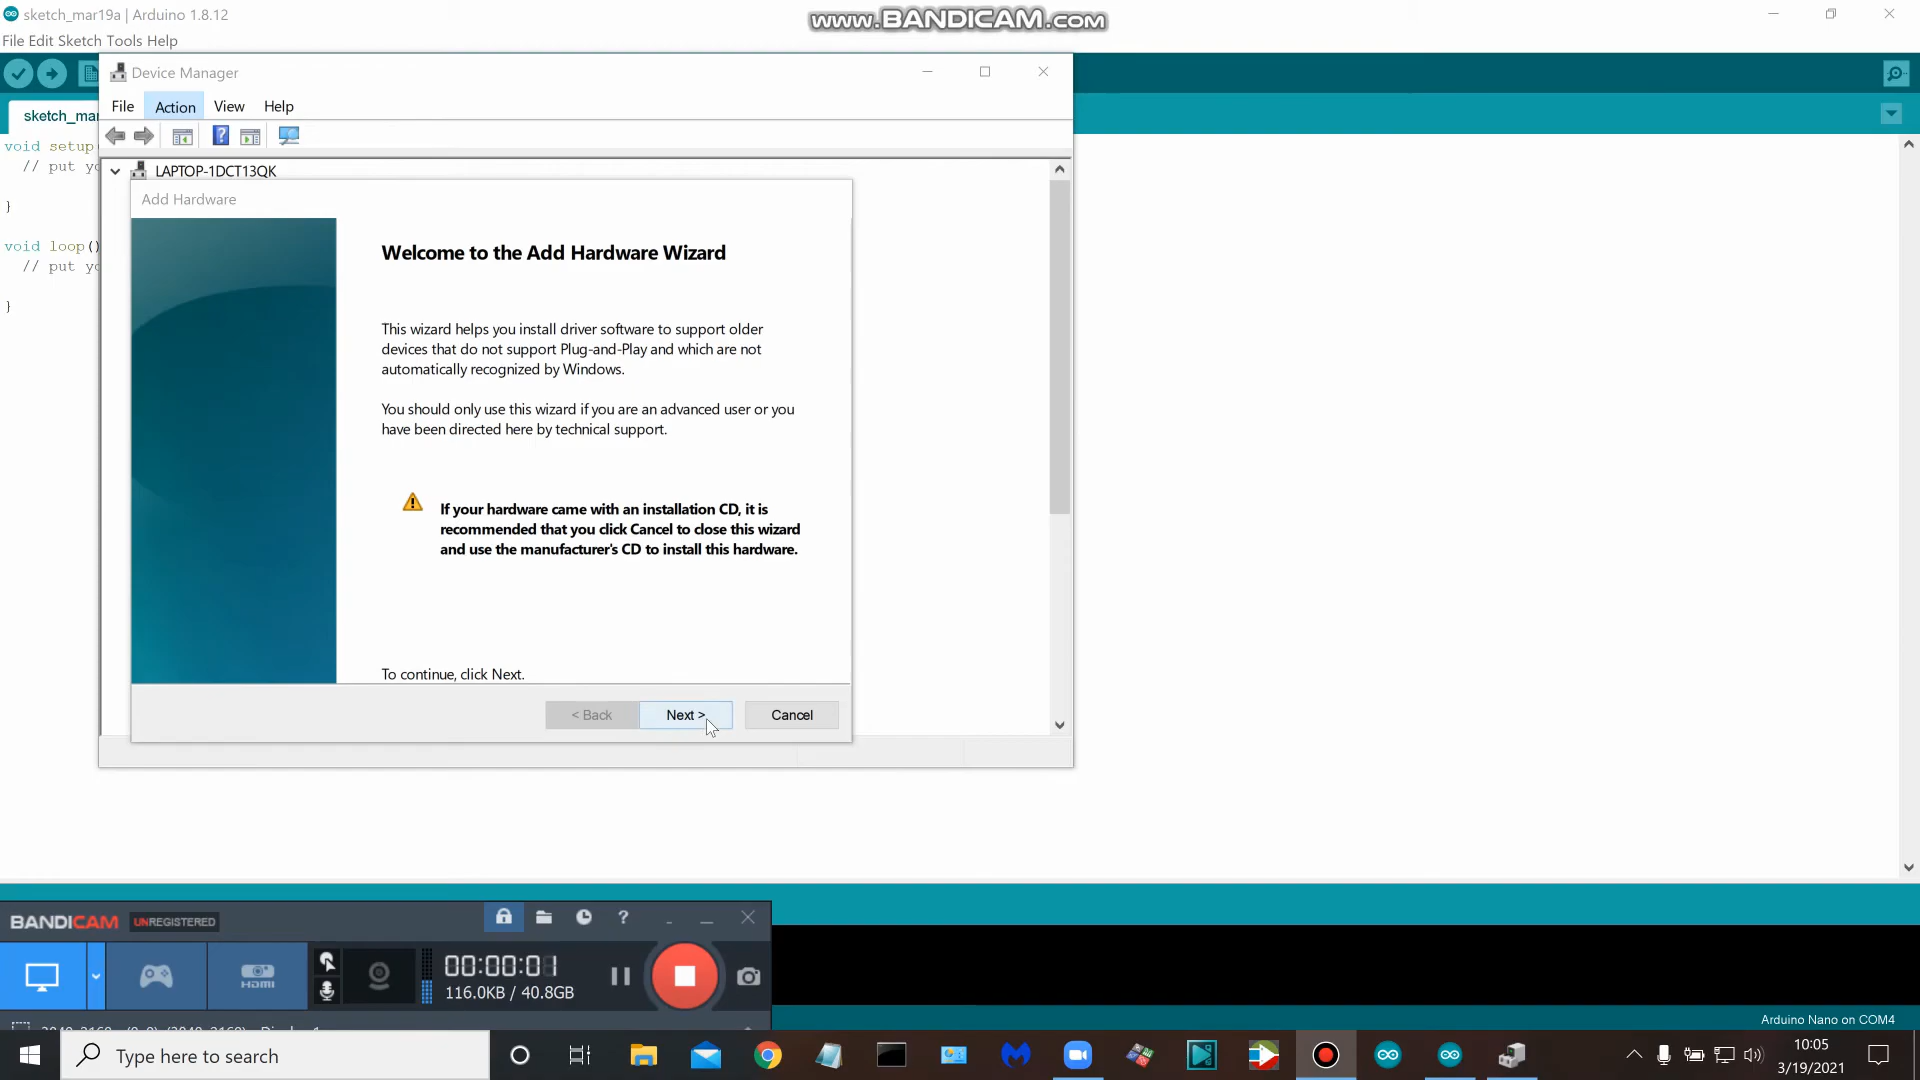 sketch_mar19a | Arduino 1.8.12
www.BANDICAM.com
File Edit Sketch Tools Help
Device Manager
File Action View Help
sketch_mar
LAPTOP-1DCT13QK
void setup
// put yo
}
void loop()
// put yo
}
Add Hardware
Welcome to the Add Hardware Wizard
This wizard helps you install driver software to support older
devices that do not support Plug-and-Play and which are not
automatically recognized by Windows.
You should only use this wizard if you are an advanced user or you
have been directed here by technical support.
If your hardware came with an installation CD, it is
recommended that you click Cancel to close this wizard
and use the manufacturer's CD to install this hardware.
To continue, click Next.
< Back
Next >
Cancel
BANDICAM UNREGISTERED
HDMI
00:00:01
116.0KB / 40.8GB
Arduino Nano on COM4
Type here to search
10:05
3/19/2021